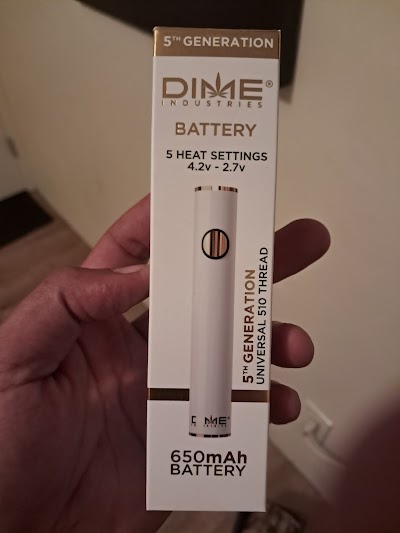 5TH GENERATION
DIME®
INDUSTRIES
BATTERY
5 HEAT SETTINGS
4.2v - 2.7v
5TH GENERATION
UNIVERSAL 510 THREAD
DIME®
INDUSTRIES
650mAh
BATTERY